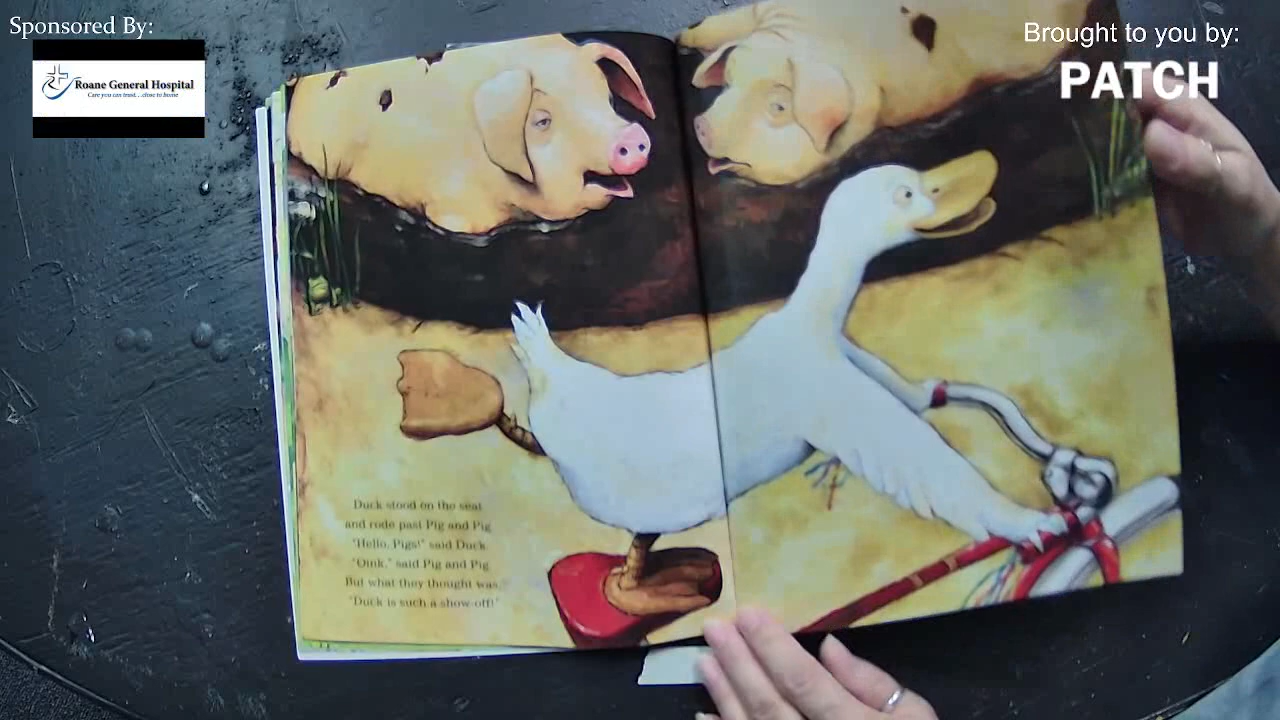 Sponsored By:
Roane General Hospital
Care you can trust. . .close to home
Brought to you by:
PATCH
Duck stood on the seat
and rode past Pig and Pig.
"Hello, Pigs!" said Duck.
"Oink," said Pig and Pig.
But what they thought was,
"Duck is such a show-off!"